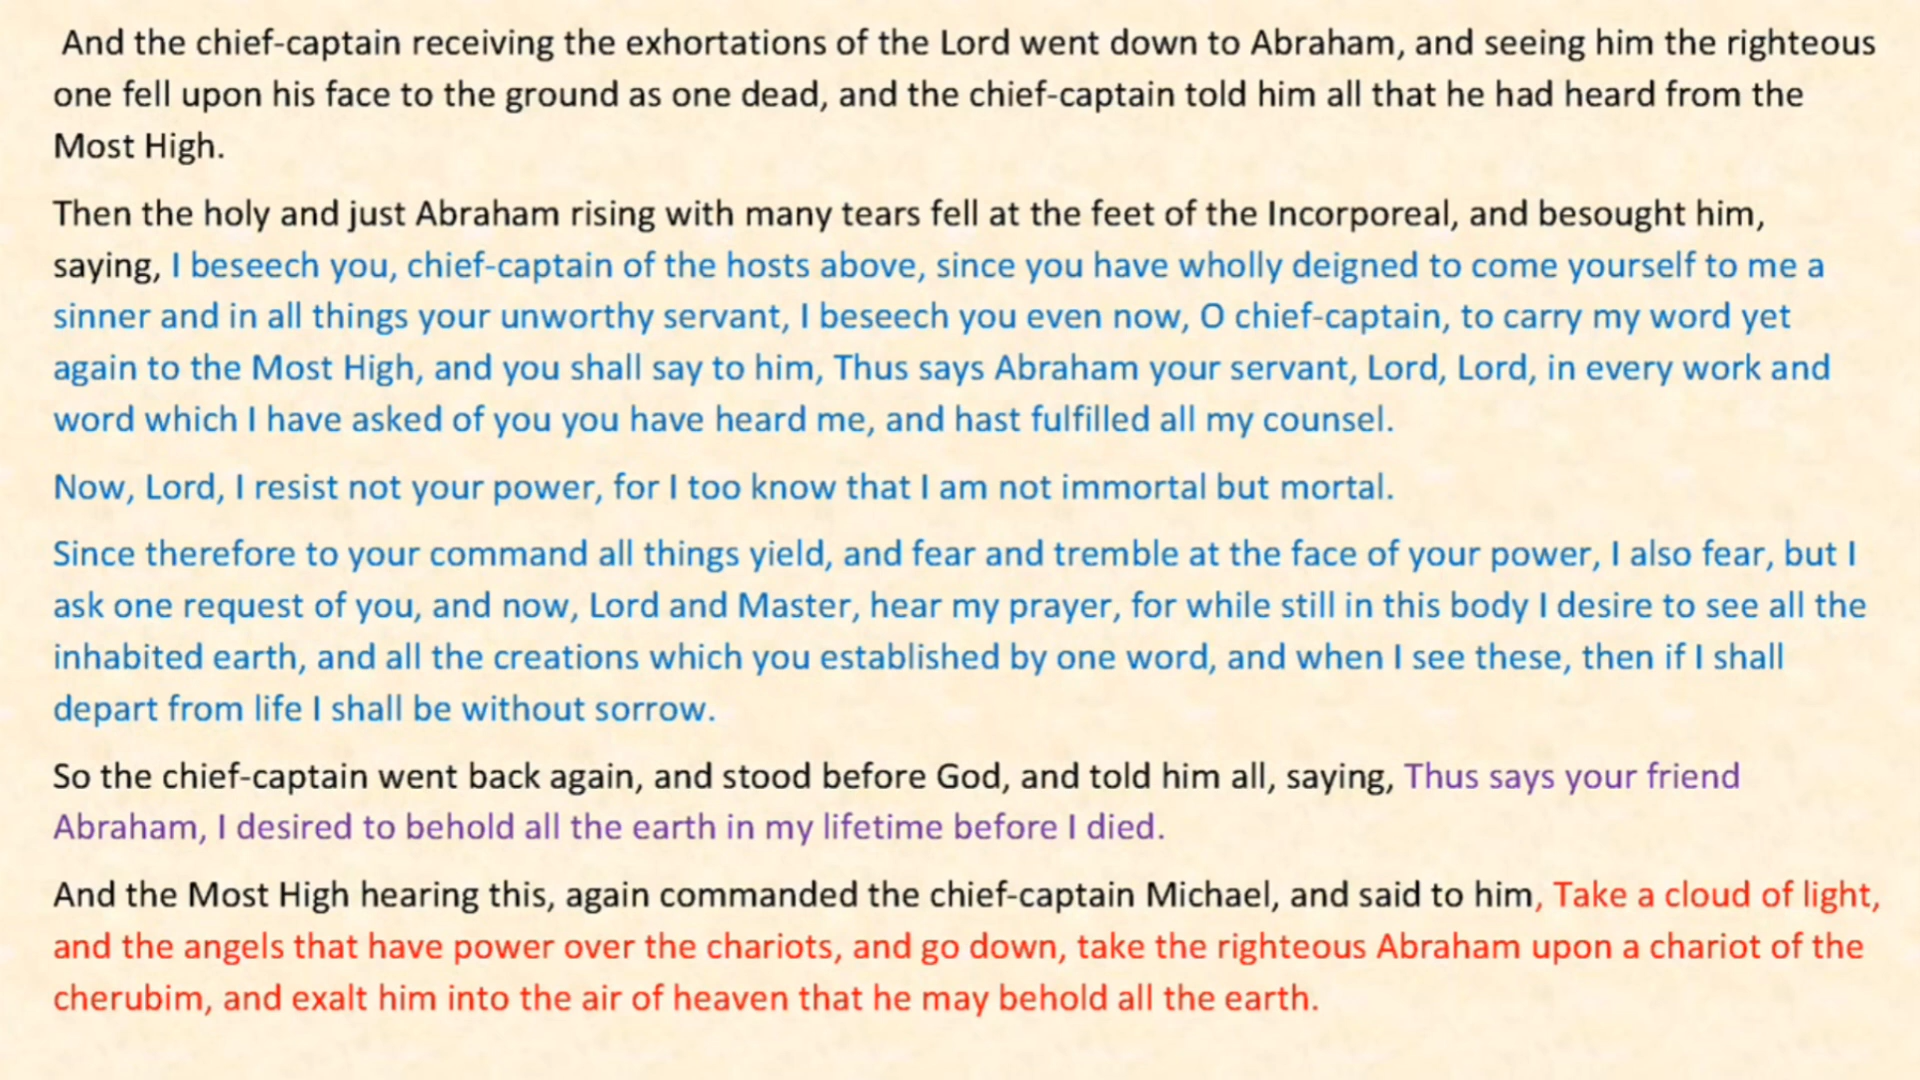 And the chief-captain receiving the exhortations of the Lord went down to Abraham, and seeing him the righteous
one fell upon his face to the ground as one dead, and the chief-captain told him all that he had heard from the
Most High.
Then the holy and just Abraham rising with many tears fell at the feet of the Incorporeal, and besought him,
saying, I beseech you, chief-captain of the hosts above, since you have wholly deigned to come yourself to me a
sinner and in all things your unworthy servant, I beseech you even now, O chief-captain, to carry my word yet
again to the Most High, and you shall say to him, Thus says Abraham your servant, Lord, Lord, in every work and
word which I have asked of you you have heard me, and hast fulfilled all my counsel.
Now, Lord, I resist not your power, for I too know that I am not immortal but mortal.
Since therefore to your command all things yield, and fear and tremble at the face of your power, I also fear, but I
ask one request of you, and now, Lord and Master, hear my prayer, for while still in this body I desire to see all the
inhabited earth, and all the creations which you established by one word, and when I see these, then if I shall
depart from life I shall be without sorrow.
So the chief-captain went back again, and stood before God, and told him all, saying, Thus says your friend
Abraham, I desired to behold all the earth in my lifetime before I died.
And the Most High hearing this, again commanded the chief-captain Michael, and said to him, Take a cloud of light,
and the angels that have power over the chariots, and go down, take the righteous Abraham upon a chariot of the
cherubim, and exalt him into the air of heaven that he may behold all the earth.